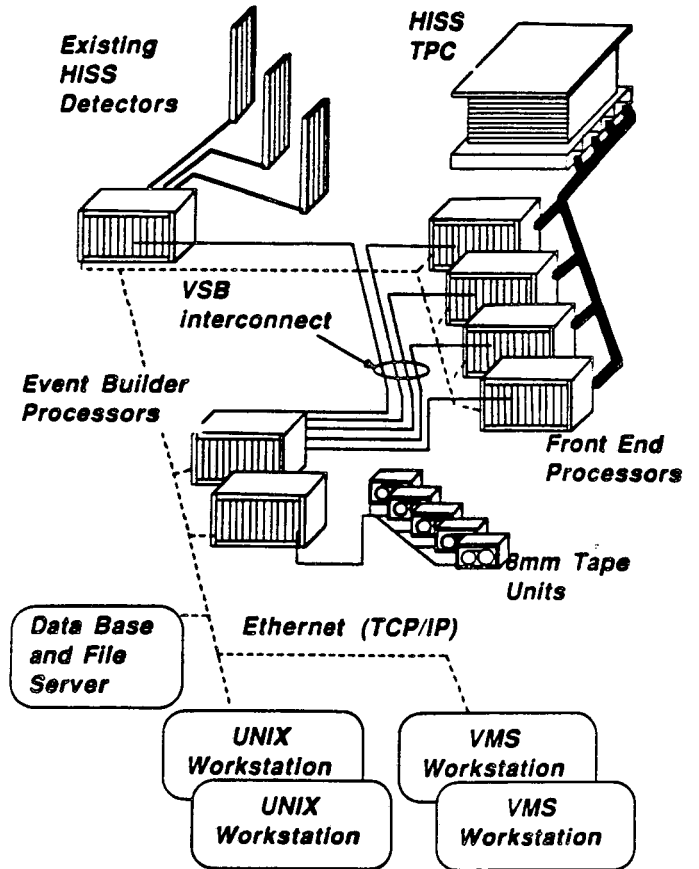 Existing
HISS
Detectors
HISS
TPC
VSB
interconnect
Event Builder
Processors
Front End
Processors
8mm Tape
Units
Data Base
and File
Server
Ethernet (TCP/IP)
UNIX
Workstation
UNIX
Workstation
VMS
Workstation
VMS
Workstation